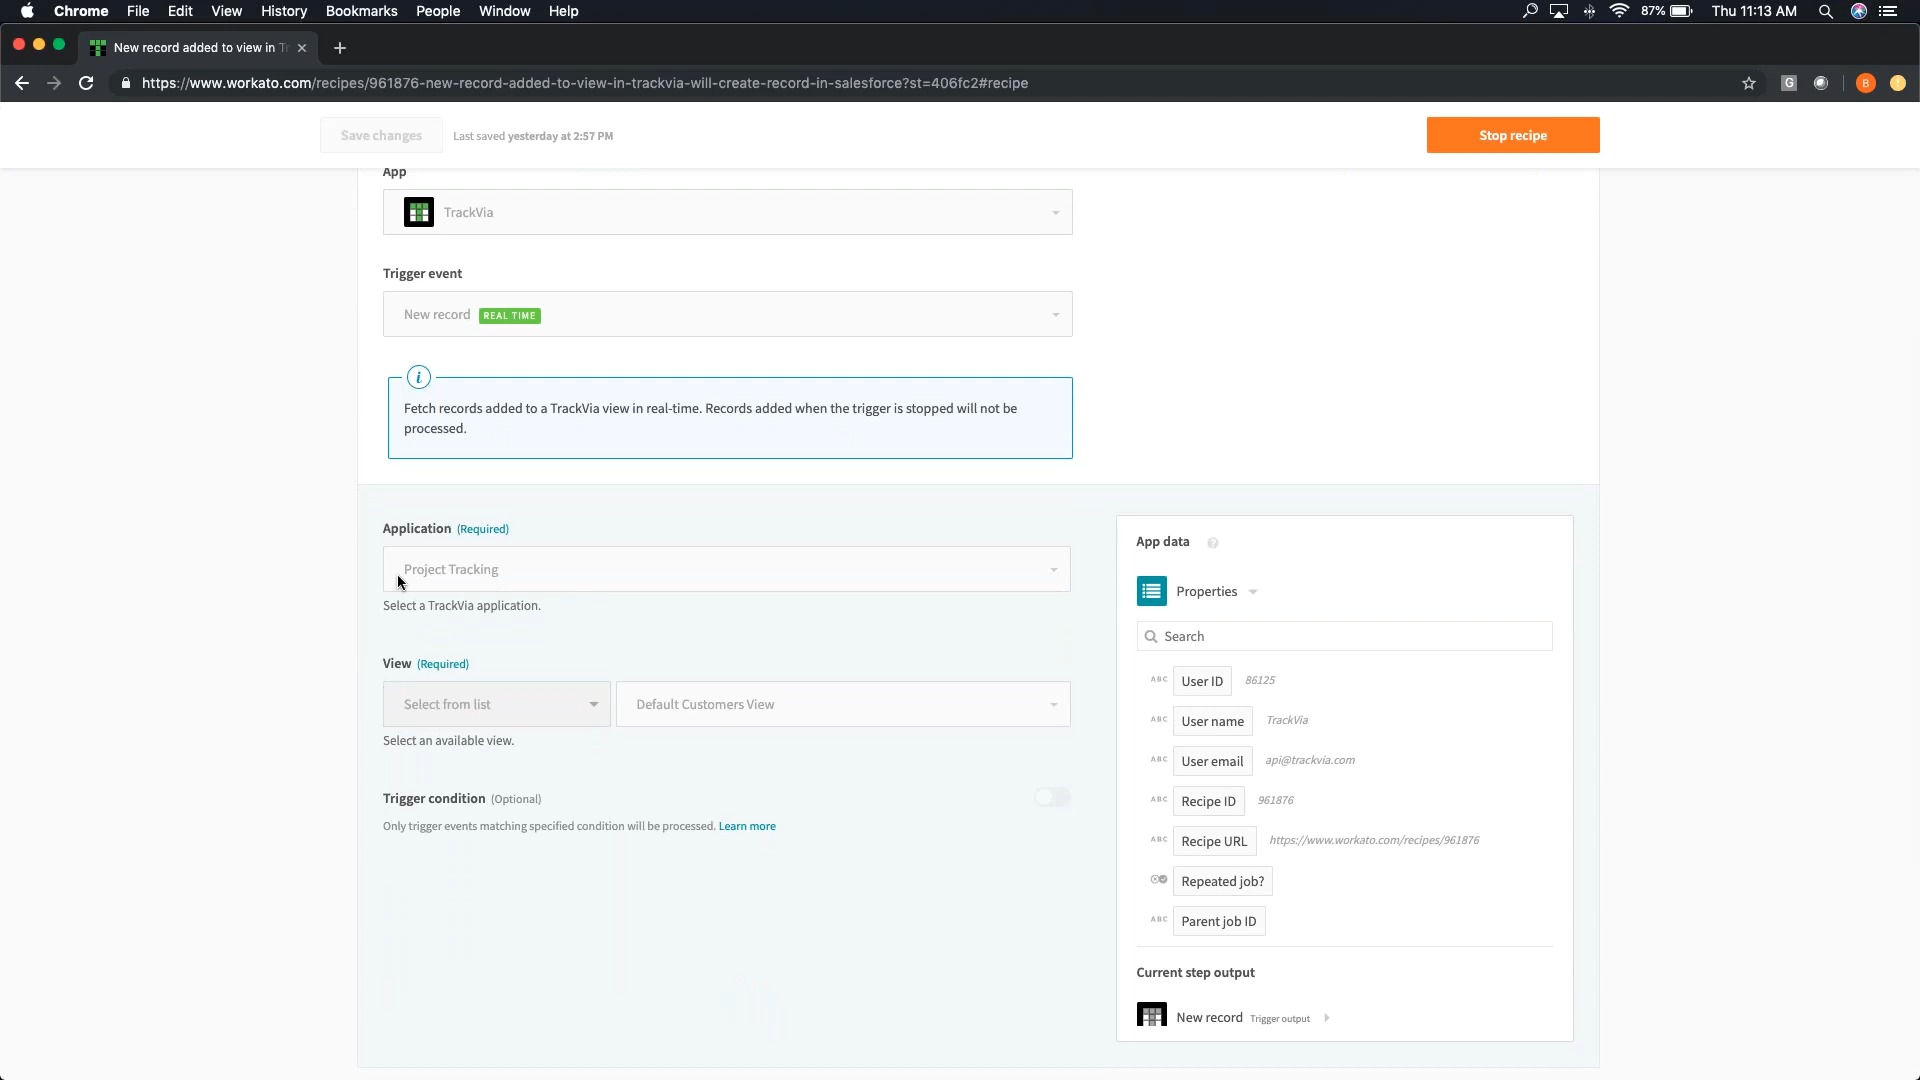 Chrome File Edit View History Bookmarks People Window Help 87% Thu 11:13 AM
New record added to view in Tr
https://www.workato.com/recipes/961876-new-record-added-to-view-in-trackvia-will-create-record-in-salesforce?st=406fc2#recipe G B
Save changes Last saved yesterday at 2:57 PM Stop recipe
App
TrackVia
Trigger event
New record REAL TIME
i
Fetch records added to a TrackVia view in real-time. Records added when the trigger is stopped will not be
processed.
Application (Required)
Project Tracking
Select a TrackVia application.
View (Required)
Select from list Default Customers View
Select an available view.
Trigger condition (Optional)
Only trigger events matching specified condition will be processed. Learn more
App data ?
Properties
Search
ABC User ID 86125
ABC User name TrackVia
ABC User email api@trackvia.com
ABC Recipe ID 961876
ABC Recipe URL https://www.workato.com/recipes/961876
Repeated job?
ABC Parent job ID
Current step output
New record Trigger output